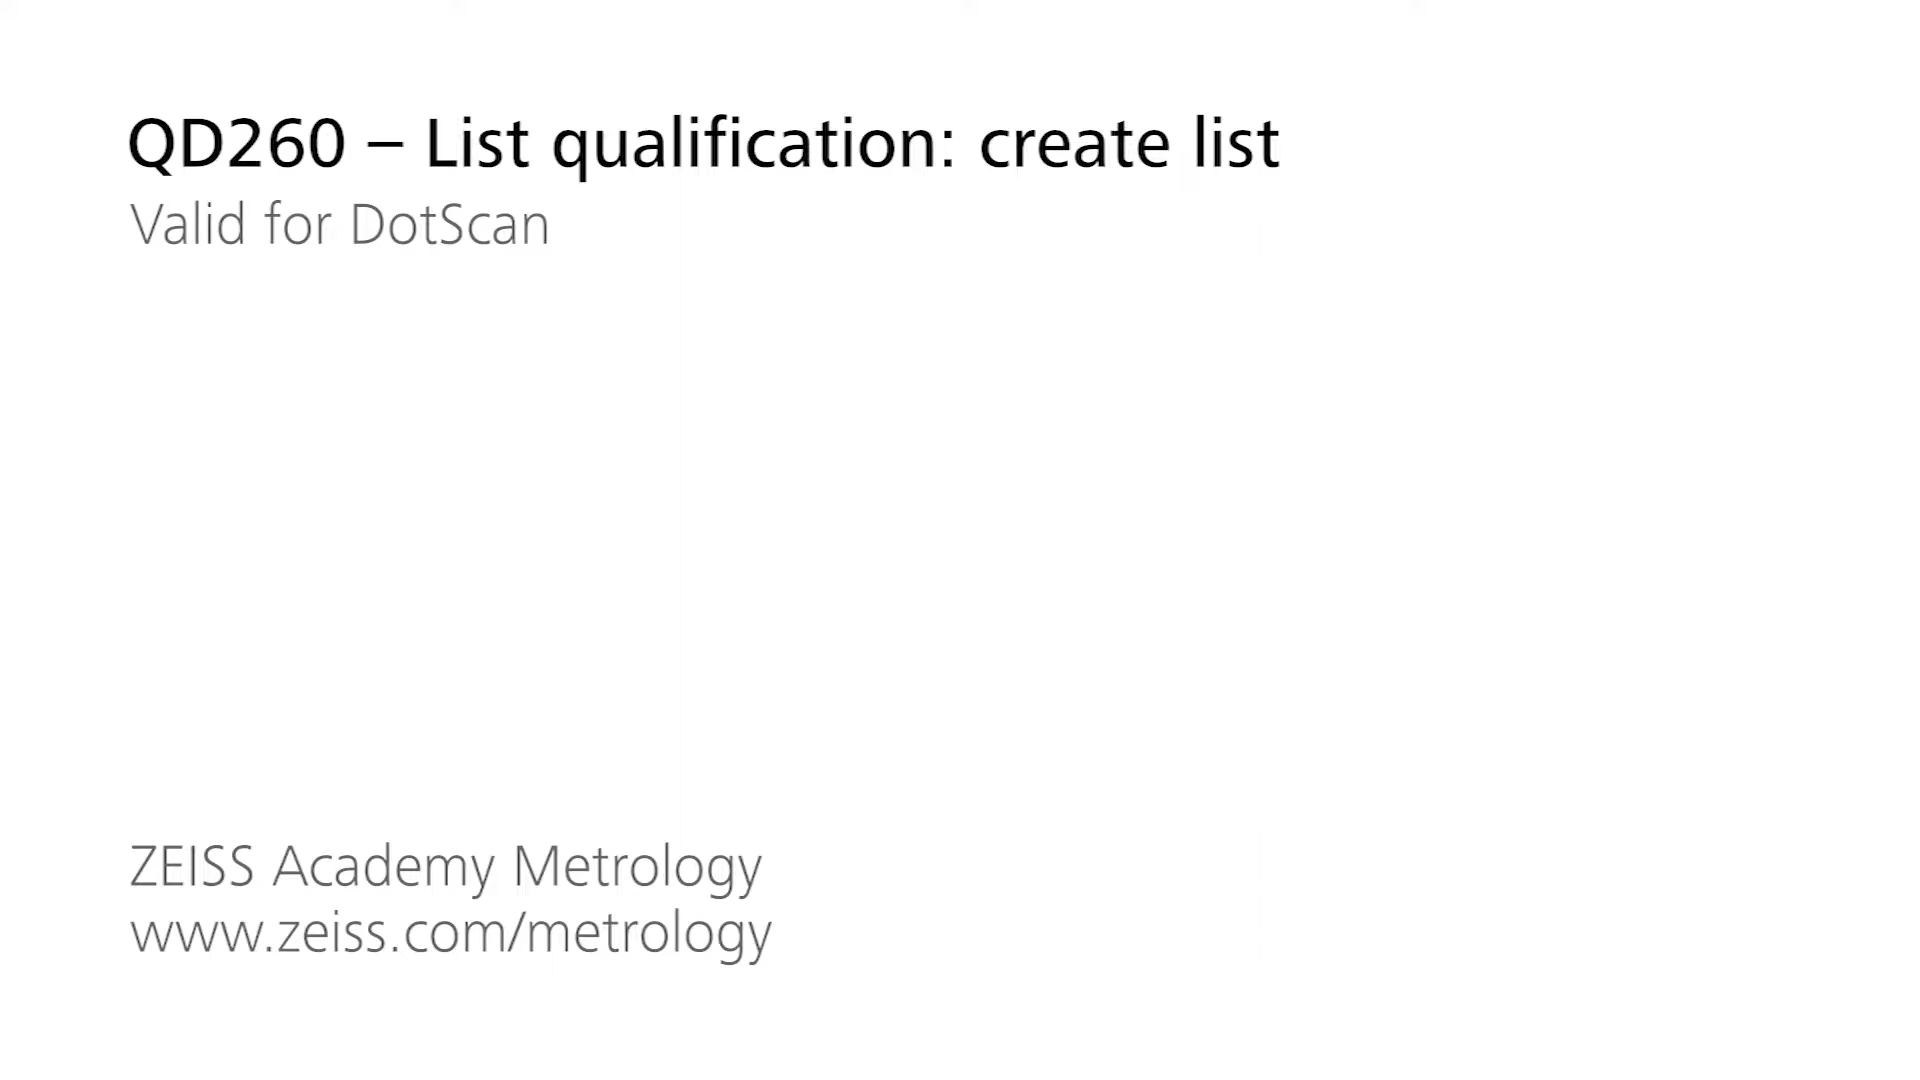 QD260 – List qualification: create list
Valid for DotScan
ZEISS Academy Metrology
www.zeiss.com/metrology